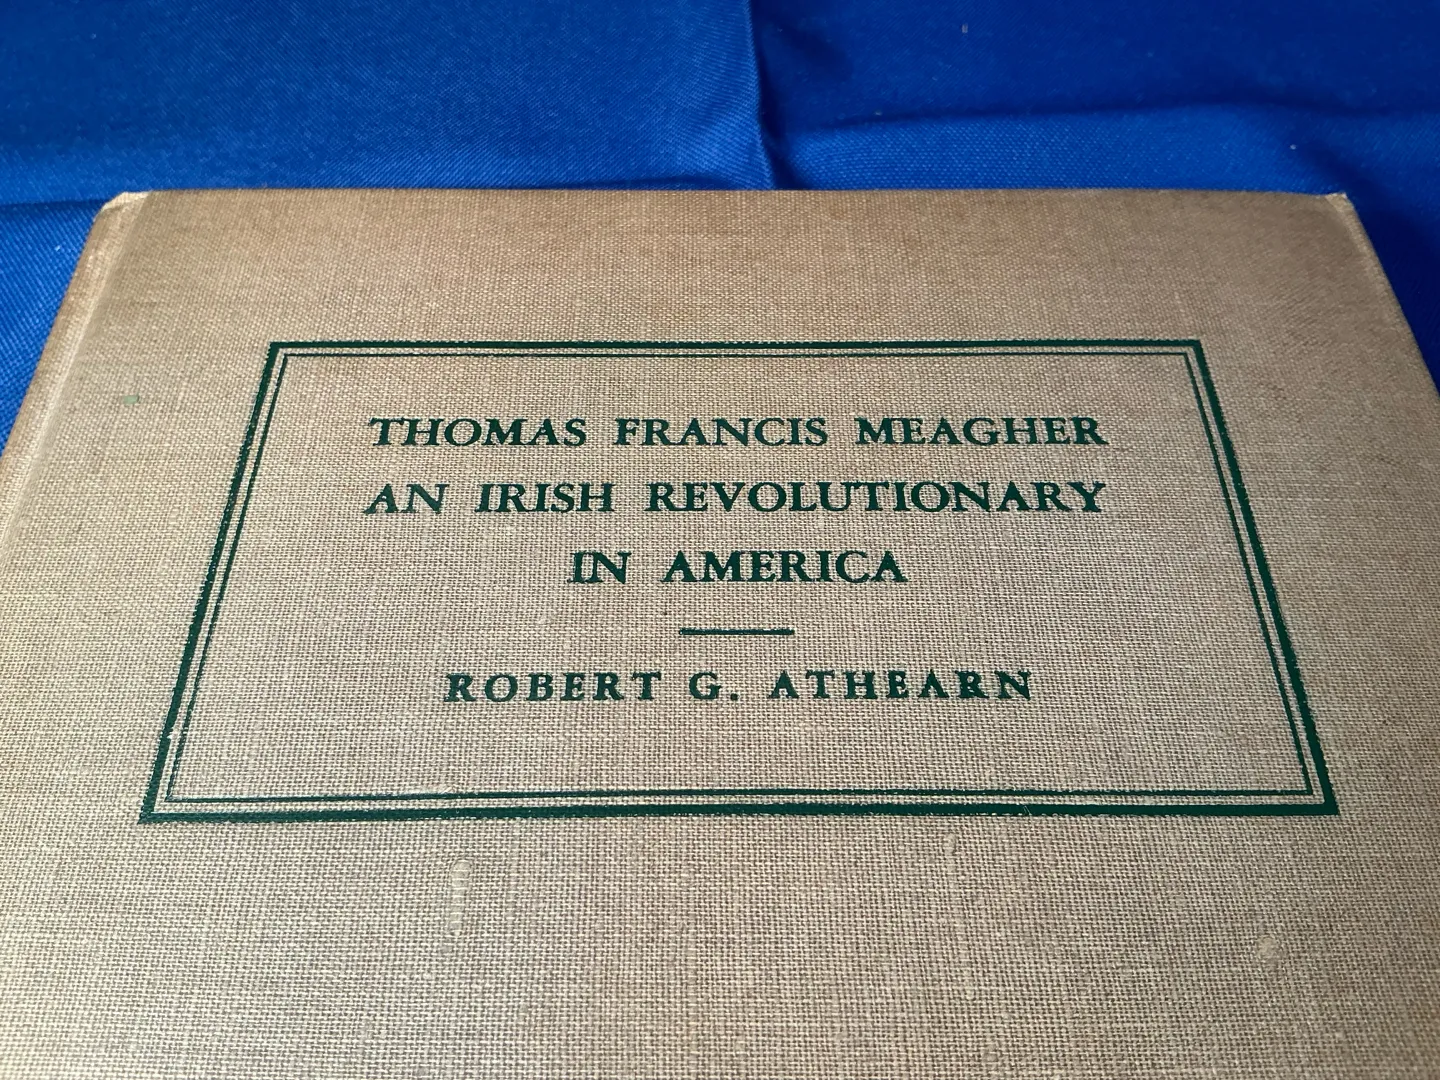 THOMAS FRANCIS MEAGHER
AN IRISH REVOLUTIONARY
IN AMERICA
ROBERT G. ATHEARN